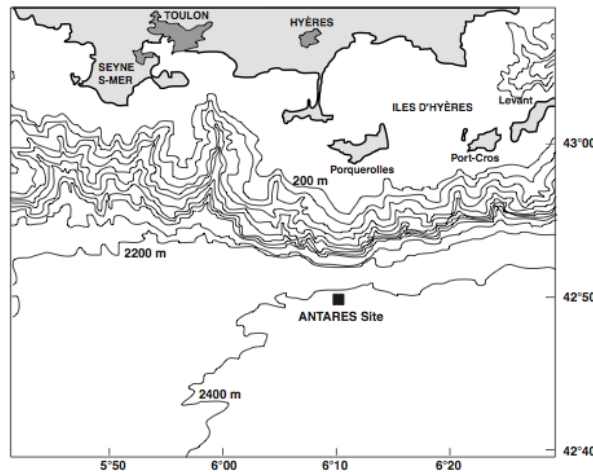 TOULON
HYÈRES
SEYNE
S-MER
Levant
ILES D'HYÈRES
43°00
Porquerolles
Port-Cros
200 m
2200 m
42°50
ANTARES Site
2400 m
42°40
5°50
6°00
6°10
6°20